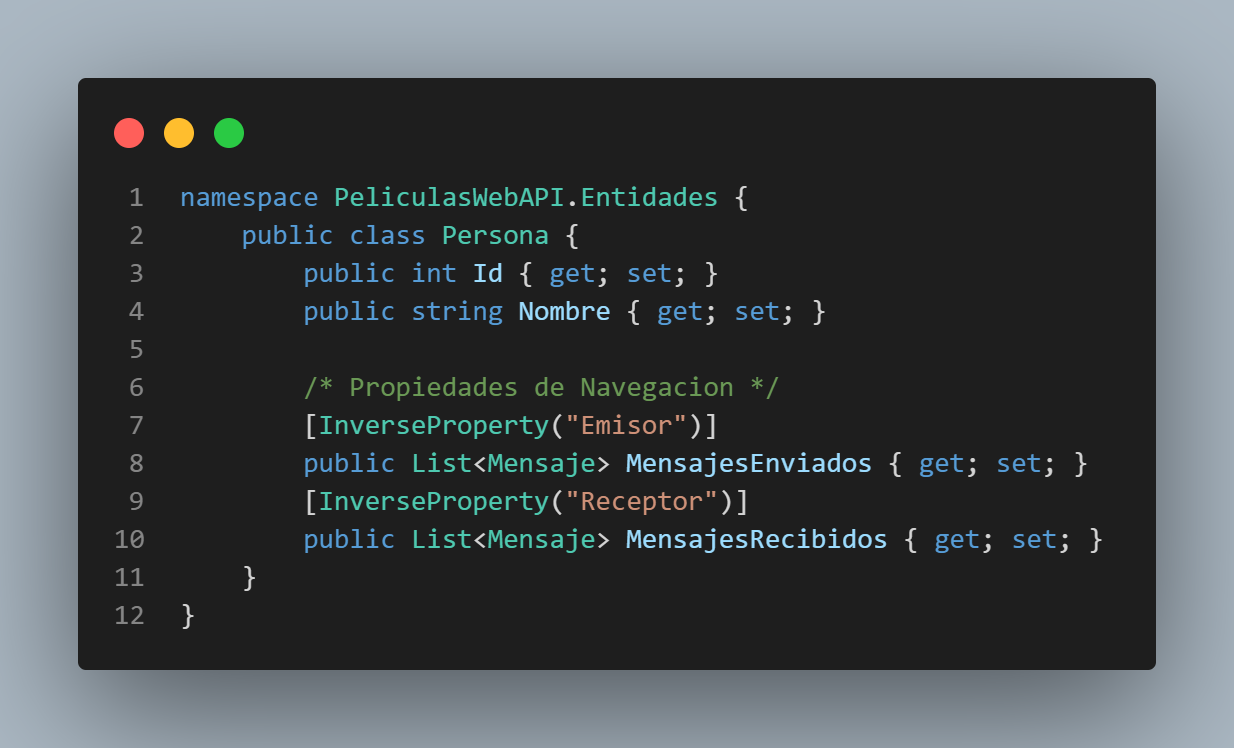 1 namespace PeliculasWebAPI.Entidades {
2 public class Persona {
3 public int Id { get; set; }
4 public string Nombre { get; set; }
5
6 /* Propiedades de Navegacion */
7 [InverseProperty("Emisor")]
8 public List<Mensaje> MensajesEnviados { get; set; }
9 [InverseProperty("Receptor")]
10 public List<Mensaje> MensajesRecibidos { get; set; }
11 }
12 }